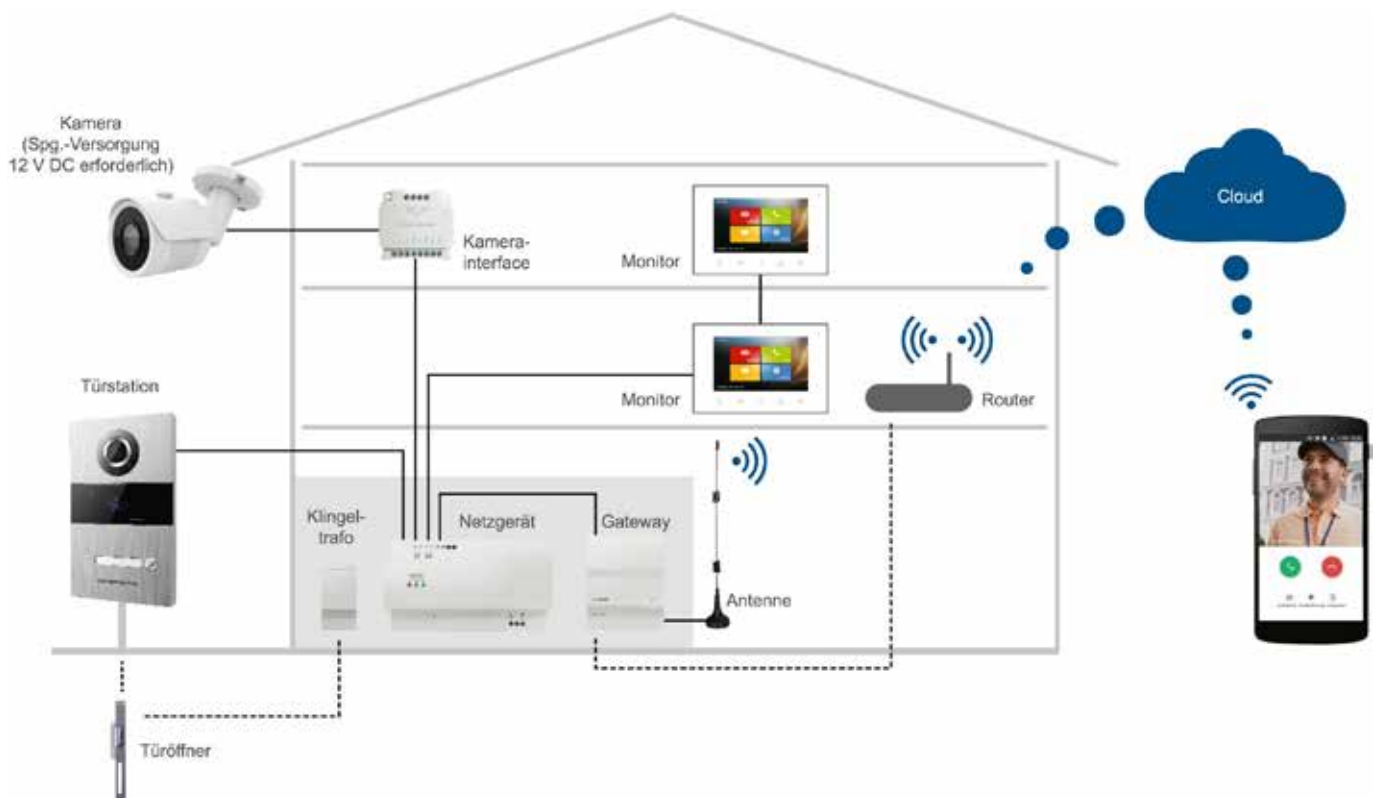 Kamera
(Spg.-Versorgung
12 V DC erforderlich)
Cloud
Kamera-
interface
Monitor
Türstation
Monitor
Router
Klingel-
trafo
Netzgerät
Gateway
Antenne
Türöffner